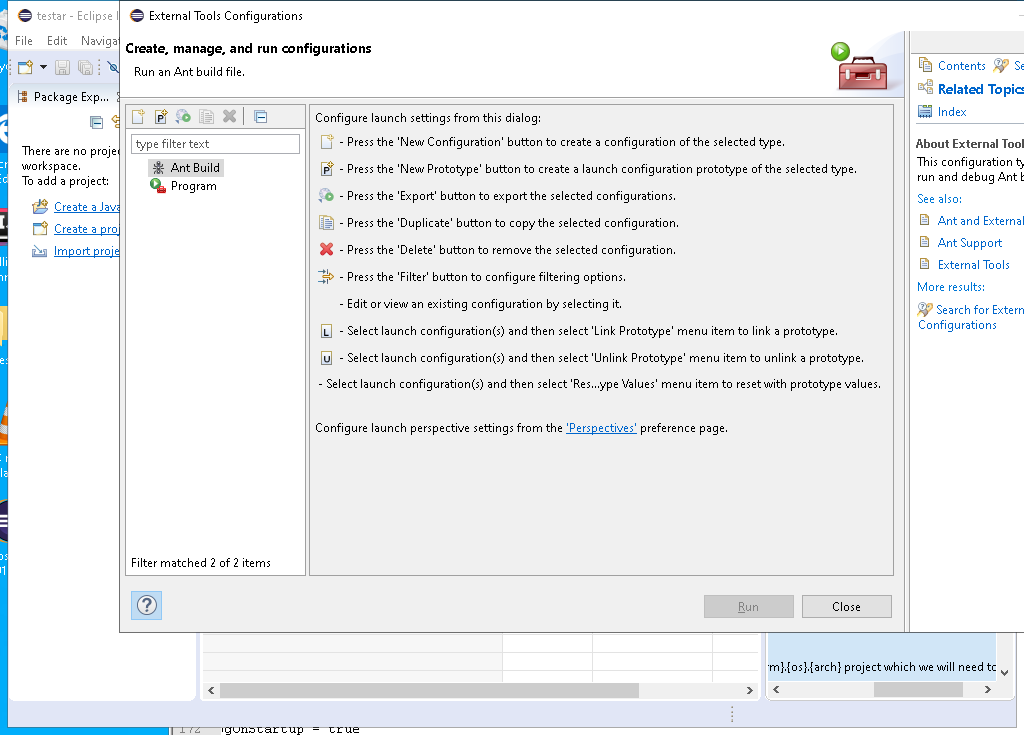 testar - Eclipse
File Edit
Package Exp...
There are no
workspace.
To add a project:
Create a Java
Create a
Import
External Tools Configurations
Create, manage, and run configurations
Run an Ant build file.
type filter text
Ant Build
Program
Filter matched 2 of 2 items
Configure launch settings from this dialog:
- Press the 'New Configuration' button to create a configuration of the selected type.
P - Press the 'New Prototype' button to create a launch configuration prototype of the selected type.
- Press the 'Export' button to export the selected configurations.
- Press the 'Duplicate' button to copy the selected configuration.
- Press the 'Delete' button to remove the selected configuration.
- Press the 'Filter' button to configure filtering options.
- Edit or view an existing configuration by selecting it.
L - Select launch configuration(s) and then select 'Link Prototype' menu item to link a prototype.
U - Select launch configuration(s) and then select 'Unlink Prototype' menu item to unlink a prototype.
- Select launch configuration(s) and then select 'Res...ype Values' menu item to reset with prototype values.
Configure launch perspective settings from the 'Perspectives' preference page.
?
Run Close
Contents
Related Topics
Index
About External
This configuration
run and debug Ant
See also:
Ant and External
Ant Support
External Tools
More results:
Search for
Configurations
rm}.{os}.{arch} project which we will need to
172 gOnStartup = true